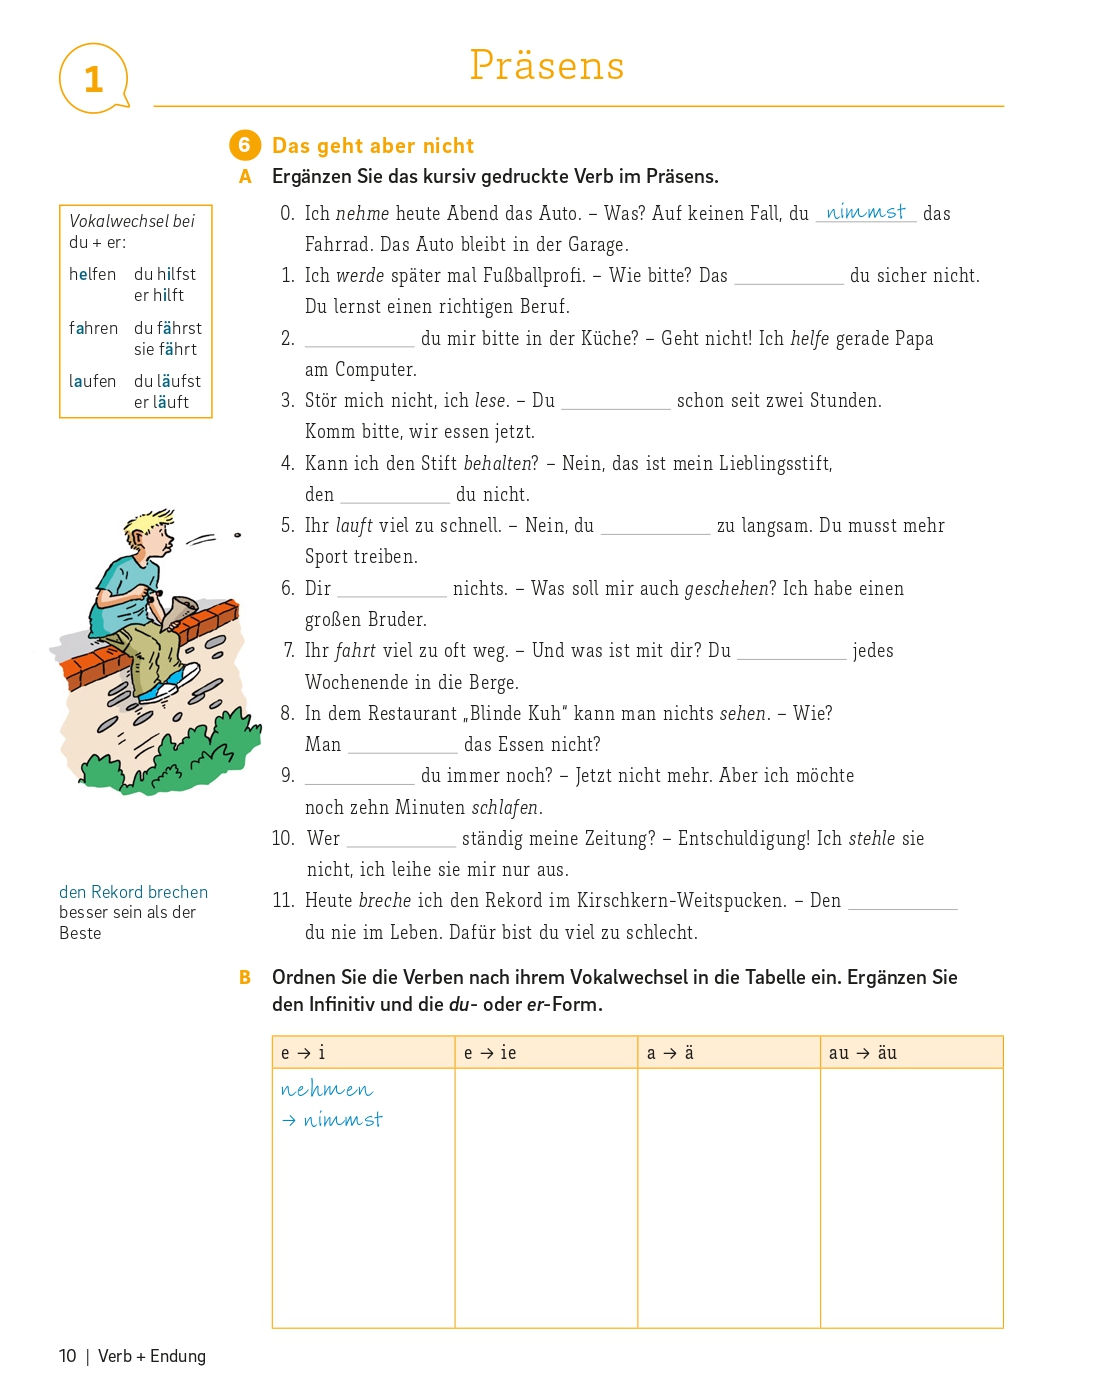 1
Präsens
6 Das geht aber nicht
A Ergänzen Sie das kursiv gedruckte Verb im Präsens.
Vokalwechsel bei
du + er:
helfen du hilfst
er hilft
fahren du fährst
sie fährt
laufen du läufst
er läuft
0. Ich nehme heute Abend das Auto. – Was? Auf keinen Fall, du nimmst das
Fahrrad. Das Auto bleibt in der Garage.
1. Ich werde später mal Fußballprofi. – Wie bitte? Das ____________ du sicher nicht.
Du lernst einen richtigen Beruf.
2. ____________ du mir bitte in der Küche? – Geht nicht! Ich helfe gerade Papa
am Computer.
3. Stör mich nicht, ich lese. – Du ____________ schon seit zwei Stunden.
Komm bitte, wir essen jetzt.
4. Kann ich den Stift behalten? – Nein, das ist mein Lieblingsstift,
den ____________ du nicht.
5. Ihr lauft viel zu schnell. – Nein, du ____________ zu langsam. Du musst mehr
Sport treiben.
6. Dir ____________ nichts. – Was soll mir auch geschehen? Ich habe einen
großen Bruder.
7. Ihr fahrt viel zu oft weg. – Und was ist mit dir? Du ____________ jedes
Wochenende in die Berge.
8. In dem Restaurant „Blinde Kuh“ kann man nichts sehen. – Wie?
Man ____________ das Essen nicht?
9. ____________ du immer noch? – Jetzt nicht mehr. Aber ich möchte
noch zehn Minuten schlafen.
10. Wer ____________ ständig meine Zeitung? – Entschuldigung! Ich stehle sie
nicht, ich leihe sie mir nur aus.
11. Heute breche ich den Rekord im Kirschkern-Weitspucken. – Den ____________
du nie im Leben. Dafür bist du viel zu schlecht.
den Rekord brechen
besser sein als der
Beste
B Ordnen Sie die Verben nach ihrem Vokalwechsel in die Tabelle ein. Ergänzen Sie
den Infinitiv und die du- oder er-Form.
e → i e → ie a → ä au → äu
nehmen
→ nimmst
10 | Verb + Endung